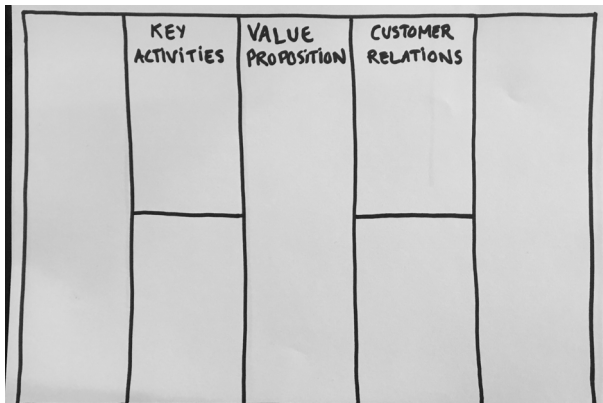 KEY
ACTIVITIES
VALUE
PROPOSITION
CUSTOMER
RELATIONS